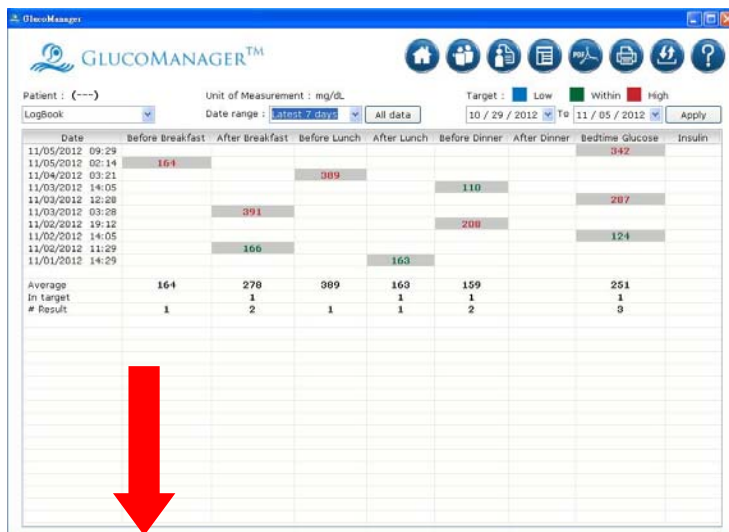 GlucoManager
GLUCOMANAGER™
PDF
?
Patient : (---) Unit of Measurement : mg/dL Target : Low Within High
LogBook Date range : Latest 7 days All data 10 / 29 / 2012 To 11 / 05 / 2012 Apply
Date Before Breakfast After Breakfast Before Lunch After Lunch Before Dinner After Dinner Bedtime Glucose Insulin
11/05/2012 09:29 342
11/05/2012 02:14 164
11/04/2012 03:21 389
11/03/2012 14:05 110
11/03/2012 12:28 287
11/03/2012 03:28 391
11/02/2012 19:12 208
11/02/2012 14:05 124
11/02/2012 11:29 166
11/01/2012 14:29 163
Average 164 278 389 163 159 251
In target 1 1 1 1
# Result 1 2 1 1 2 3